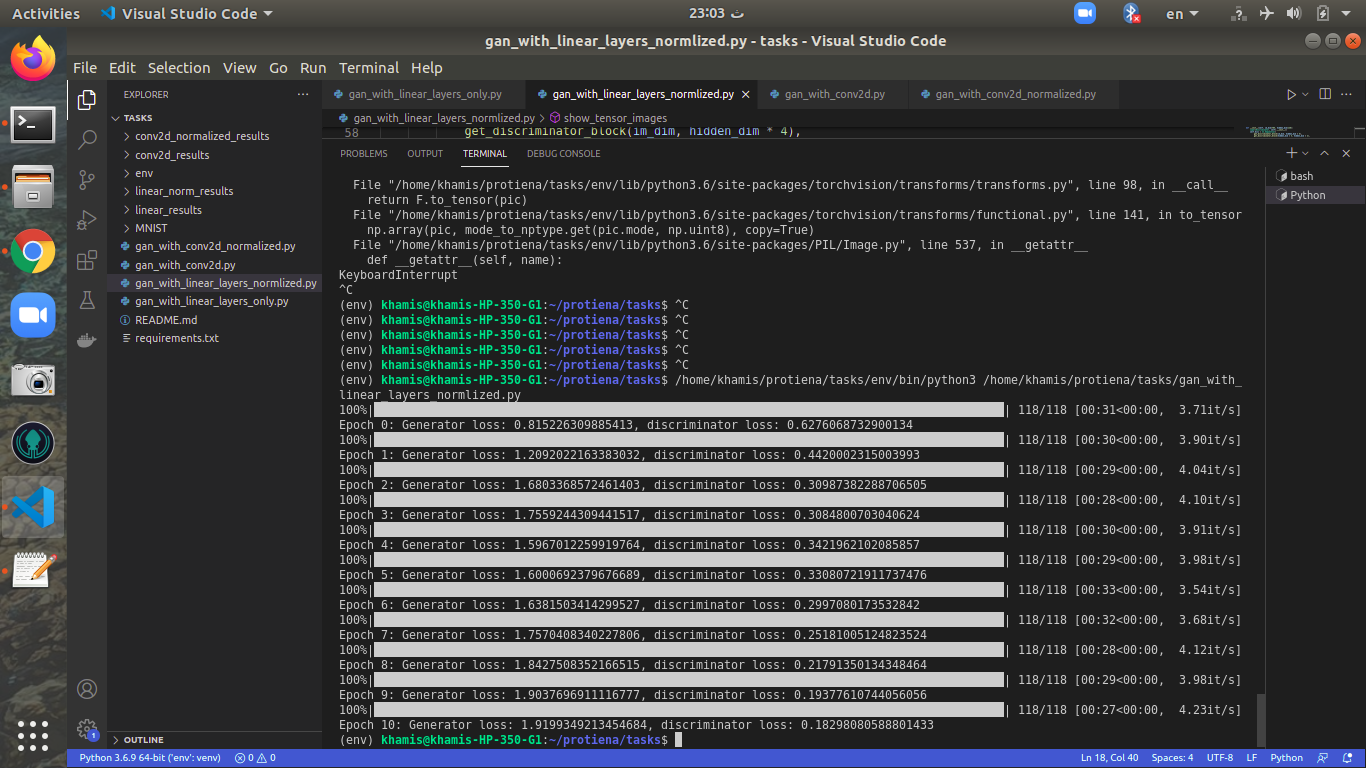 Activities
Visual Studio Code
23:03 ث
en
gan_with_linear_layers_normlized.py - tasks - Visual Studio Code
File Edit Selection View Go Run Terminal Help
EXPLORER
TASKS
conv2d_normalized_results
conv2d_results
env
linear_norm_results
linear_results
MNIST
gan_with_conv2d_normalized.py
gan_with_conv2d.py
gan_with_linear_layers_normlized.py
gan_with_linear_layers_only.py
README.md
requirements.txt
OUTLINE
gan_with_linear_layers_only.py gan_with_linear_layers_normlized.py gan_with_conv2d.py gan_with_conv2d_normalized.py
gan_with_linear_layers_normlized.py > show_tensor_images
58 get_discriminator_block(im_dim, hidden_dim * 4),
PROBLEMS OUTPUT TERMINAL DEBUG CONSOLE
bash
Python
File "/home/khamis/protiena/tasks/env/lib/python3.6/site-packages/torchvision/transforms/transforms.py", line 98, in __call__
return F.to_tensor(pic)
File "/home/khamis/protiena/tasks/env/lib/python3.6/site-packages/torchvision/transforms/functional.py", line 141, in to_tensor
np.array(pic, mode_to_nptype.get(pic.mode, np.uint8), copy=True)
File "/home/khamis/protiena/tasks/env/lib/python3.6/site-packages/PIL/Image.py", line 537, in __getattr__
def __getattr__(self, name):
KeyboardInterrupt
^C
(env) khamis@khamis-HP-350-G1:~/protiena/tasks$ ^C
(env) khamis@khamis-HP-350-G1:~/protiena/tasks$ ^C
(env) khamis@khamis-HP-350-G1:~/protiena/tasks$ ^C
(env) khamis@khamis-HP-350-G1:~/protiena/tasks$ ^C
(env) khamis@khamis-HP-350-G1:~/protiena/tasks$ ^C
(env) khamis@khamis-HP-350-G1:~/protiena/tasks$ /home/khamis/protiena/tasks/env/bin/python3 /home/khamis/protiena/tasks/gan_with_
linear_layers_normlized.py
100%| | 118/118 [00:31<00:00, 3.71it/s]
Epoch 0: Generator loss: 0.815226309885413, discriminator loss: 0.6276068732900134
100%| | 118/118 [00:30<00:00, 3.90it/s]
Epoch 1: Generator loss: 1.2092022163383032, discriminator loss: 0.4420002315003993
100%| | 118/118 [00:29<00:00, 4.04it/s]
Epoch 2: Generator loss: 1.6803368572461403, discriminator loss: 0.30987382288706505
100%| | 118/118 [00:28<00:00, 4.10it/s]
Epoch 3: Generator loss: 1.7559244309441517, discriminator loss: 0.3084800703040624
100%| | 118/118 [00:30<00:00, 3.91it/s]
Epoch 4: Generator loss: 1.5967012259919764, discriminator loss: 0.3421962102085857
100%| | 118/118 [00:29<00:00, 3.98it/s]
Epoch 5: Generator loss: 1.6000692379676689, discriminator loss: 0.33080721911737476
100%| | 118/118 [00:33<00:00, 3.54it/s]
Epoch 6: Generator loss: 1.6381503414299527, discriminator loss: 0.2997080173532842
100%| | 118/118 [00:32<00:00, 3.68it/s]
Epoch 7: Generator loss: 1.7570408340227806, discriminator loss: 0.25181005124823524
100%| | 118/118 [00:28<00:00, 4.12it/s]
Epoch 8: Generator loss: 1.8427508352166515, discriminator loss: 0.21791350134348464
100%| | 118/118 [00:29<00:00, 3.98it/s]
Epoch 9: Generator loss: 1.9037696911116777, discriminator loss: 0.19377610744056056
100%| | 118/118 [00:27<00:00, 4.23it/s]
Epoch 10: Generator loss: 1.9199349213454684, discriminator loss: 0.18298080588801433
(env) khamis@khamis-HP-350-G1:~/protiena/tasks$
1
Python 3.6.9 64-bit ('env': venv) 0 0 Ln 18, Col 40 Spaces: 4 UTF-8 LF Python